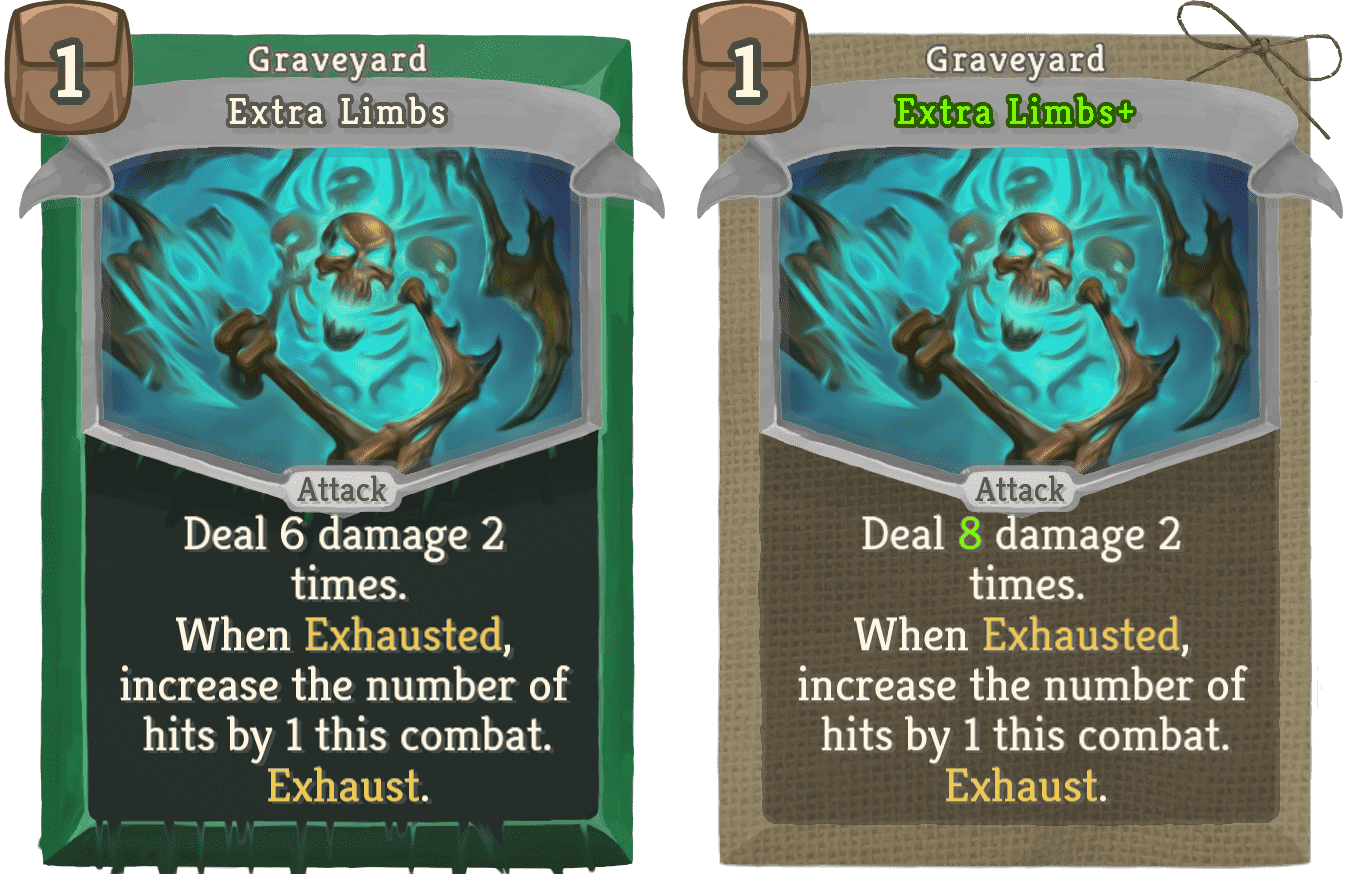 1
Graveyard
Extra Limbs
Attack
Deal 6 damage 2
times.
When Exhausted,
increase the number of
hits by 1 this combat.
Exhaust.
1
Graveyard
Extra Limbs+
Attack
Deal 8 damage 2
times.
When Exhausted,
increase the number of
hits by 1 this combat.
Exhaust.